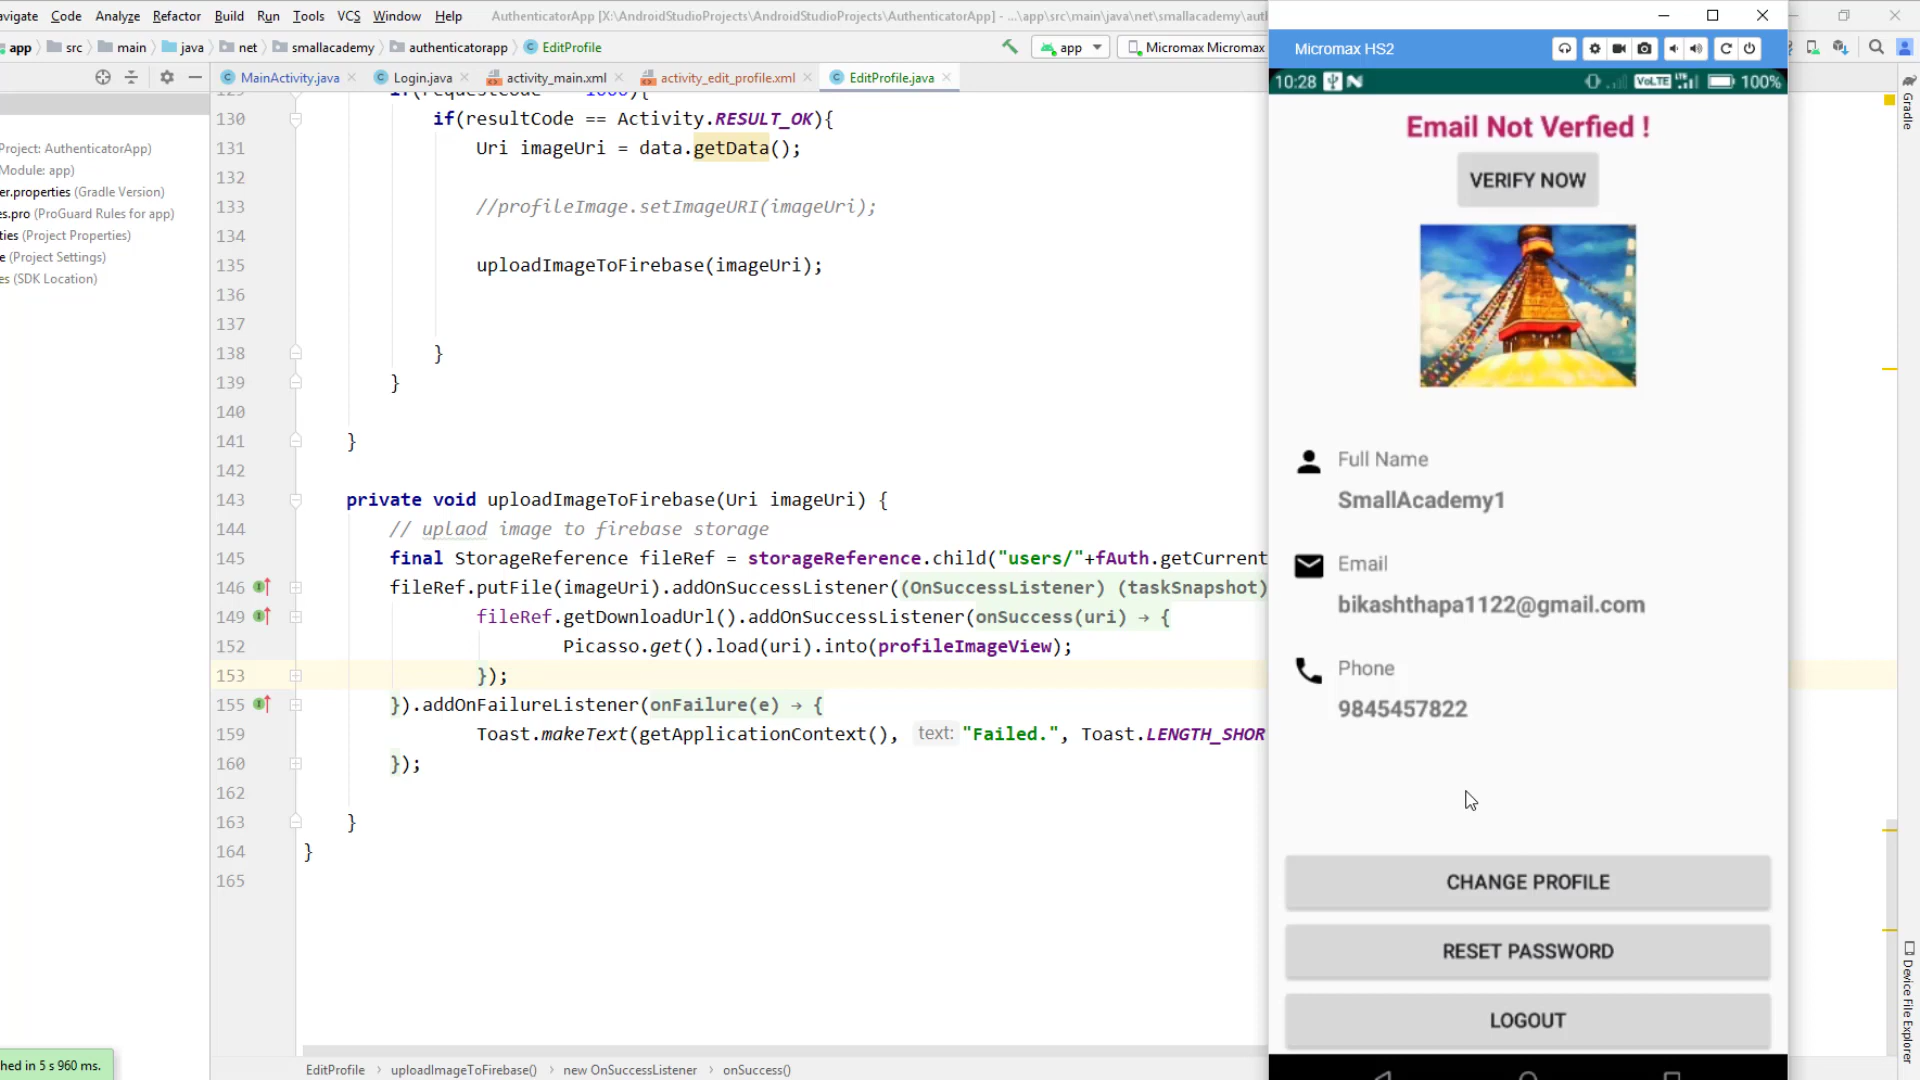 avigate Code Analyze Refactor Build Run Tools VCS Window Help AuthenticatorApp [X:\AndroidStudioProjects\AndroidStudioProjects\AuthenticatorApp] - ...\app\src\main\java\net\smallacademy\aut
app src main java net smallacademy authenticatorapp EditProfile app Micromax Micromax
MainActivity.java Login.java activity_main.xml activity_edit_profile.xml EditProfile.java
Project: AuthenticatorApp)
Module: app)
er.properties (Gradle Version)
es.pro (ProGuard Rules for app)
ties (Project Properties)
e (Project Settings)
es (SDK Location)
130 if(resultCode == Activity.RESULT_OK){
131 Uri imageUri = data.getData();
132
133 //profileImage.setImageURI(imageUri);
134
135 uploadImageToFirebase(imageUri);
136
137
138 }
139 }
140
141 }
142
143 private void uploadImageToFirebase(Uri imageUri) {
144 // uplaod image to firebase storage
145 final StorageReference fileRef = storageReference.child("users/"+fAuth.getCurrent
146 fileRef.putFile(imageUri).addOnSuccessListener((OnSuccessListener) (taskSnapshot)
149 fileRef.getDownloadUrl().addOnSuccessListener(onSuccess(uri) → {
152 Picasso.get().load(uri).into(profileImageView);
153 });
155 }).addOnFailureListener(onFailure(e) → {
159 Toast.makeText(getApplicationContext(), text: "Failed.", Toast.LENGTH_SHOR
160 });
162
163 }
164 }
165
EditProfile › uploadImageToFirebase() › new OnSuccessListener › onSuccess()
hed in 5 s 960 ms.
Micromax HS2
10:28 VoLTE LTE 100%
Email Not Verfied !
VERIFY NOW
Full Name
SmallAcademy1
Email
bikashthapa1122@gmail.com
Phone
9845457822
CHANGE PROFILE
RESET PASSWORD
LOGOUT
Gradle
Device File Explorer